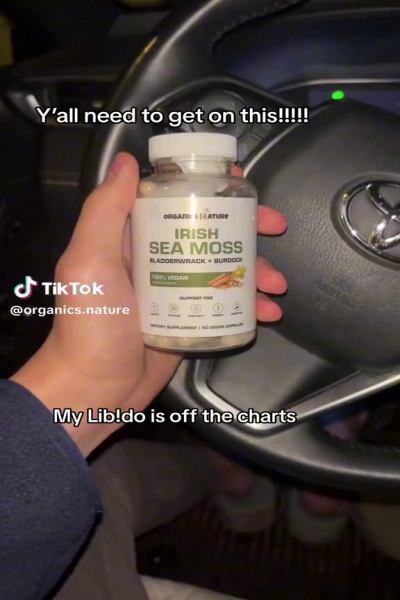 Y'all need to get on this!!!!!
ORGANICS NATURE
IRISH
SEA MOSS
BLADDERWRACK + BURDOCK
100% VEGAN
SUPPORT FOR
DIETARY SUPPLEMENT | 60 VEGAN CAPSULES
TikTok
@organics.nature
My Lib!do is off the charts